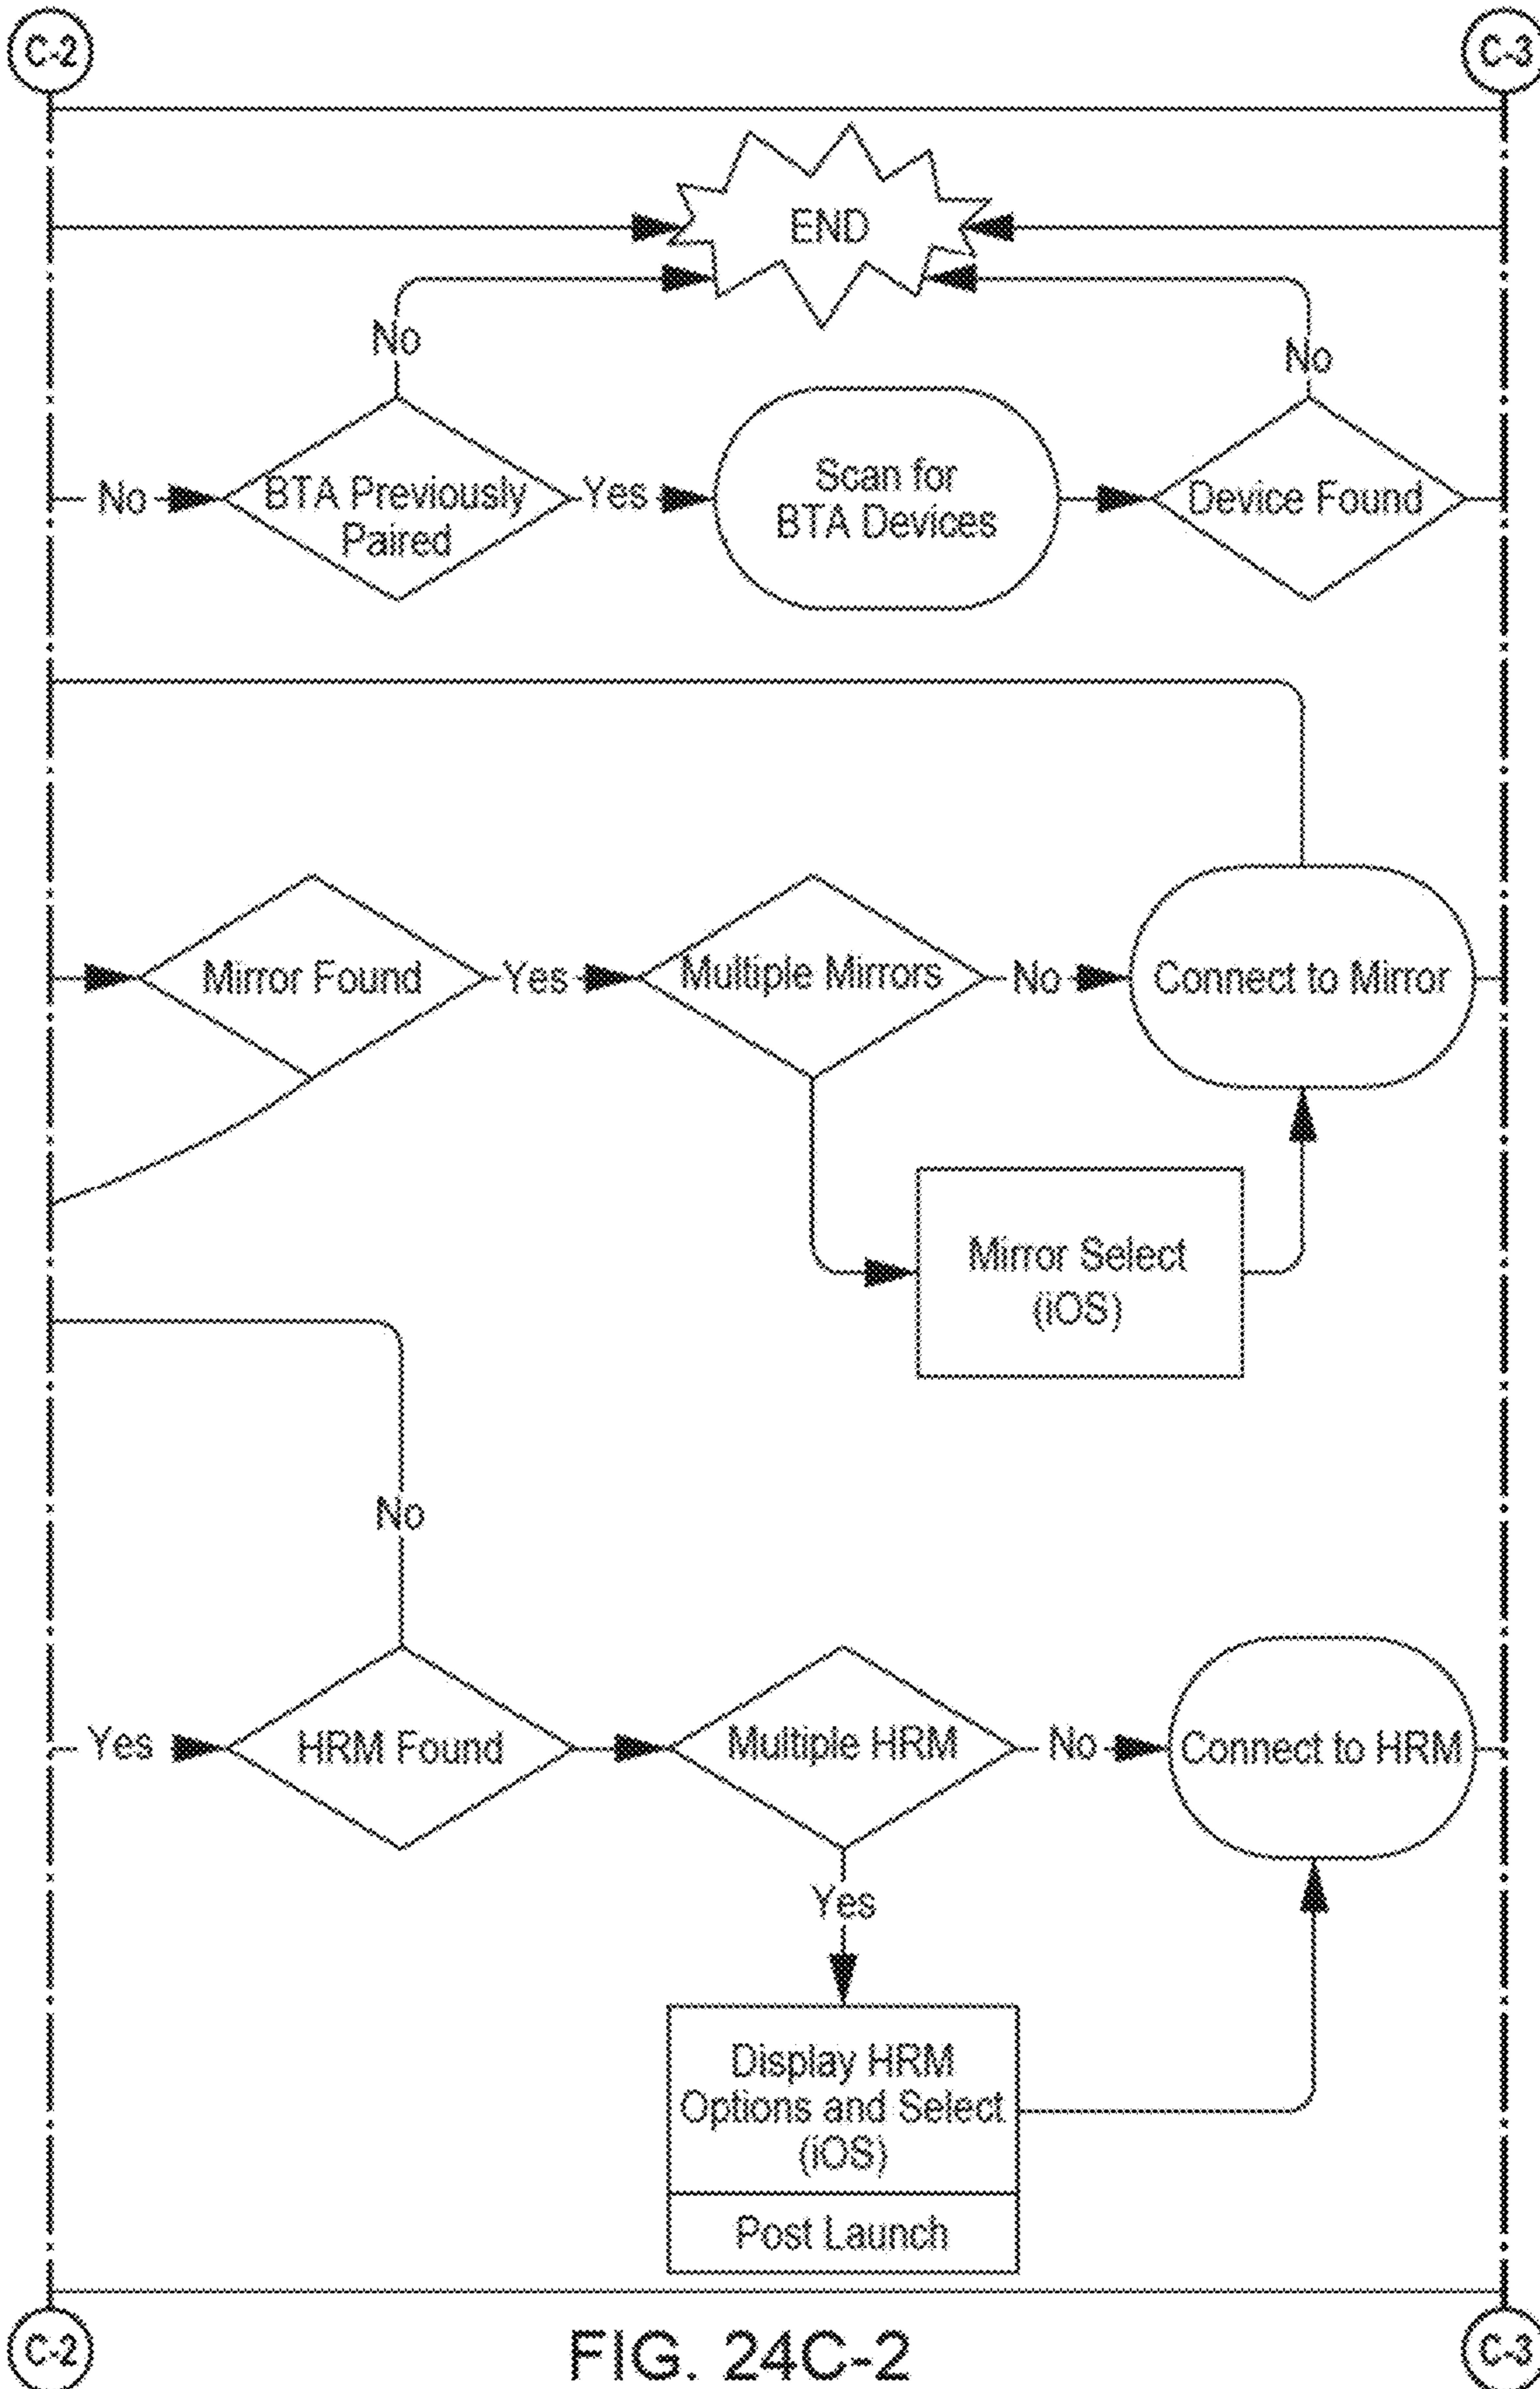 C-2
C-3
END
No
No
No
BTA Previously
Paired
Yes
Scan for
BTA Devices
Device Found
Mirror Found
Yes
Multiple Mirrors
No
Connect to Mirror
Mirror Select
(iOS)
No
Yes
HRM Found
Multiple HRM
No
Connect to HRM
Yes
Display HRM
Options and Select
(iOS)
Post Launch
C-2
FIG. 24C-2
C-3